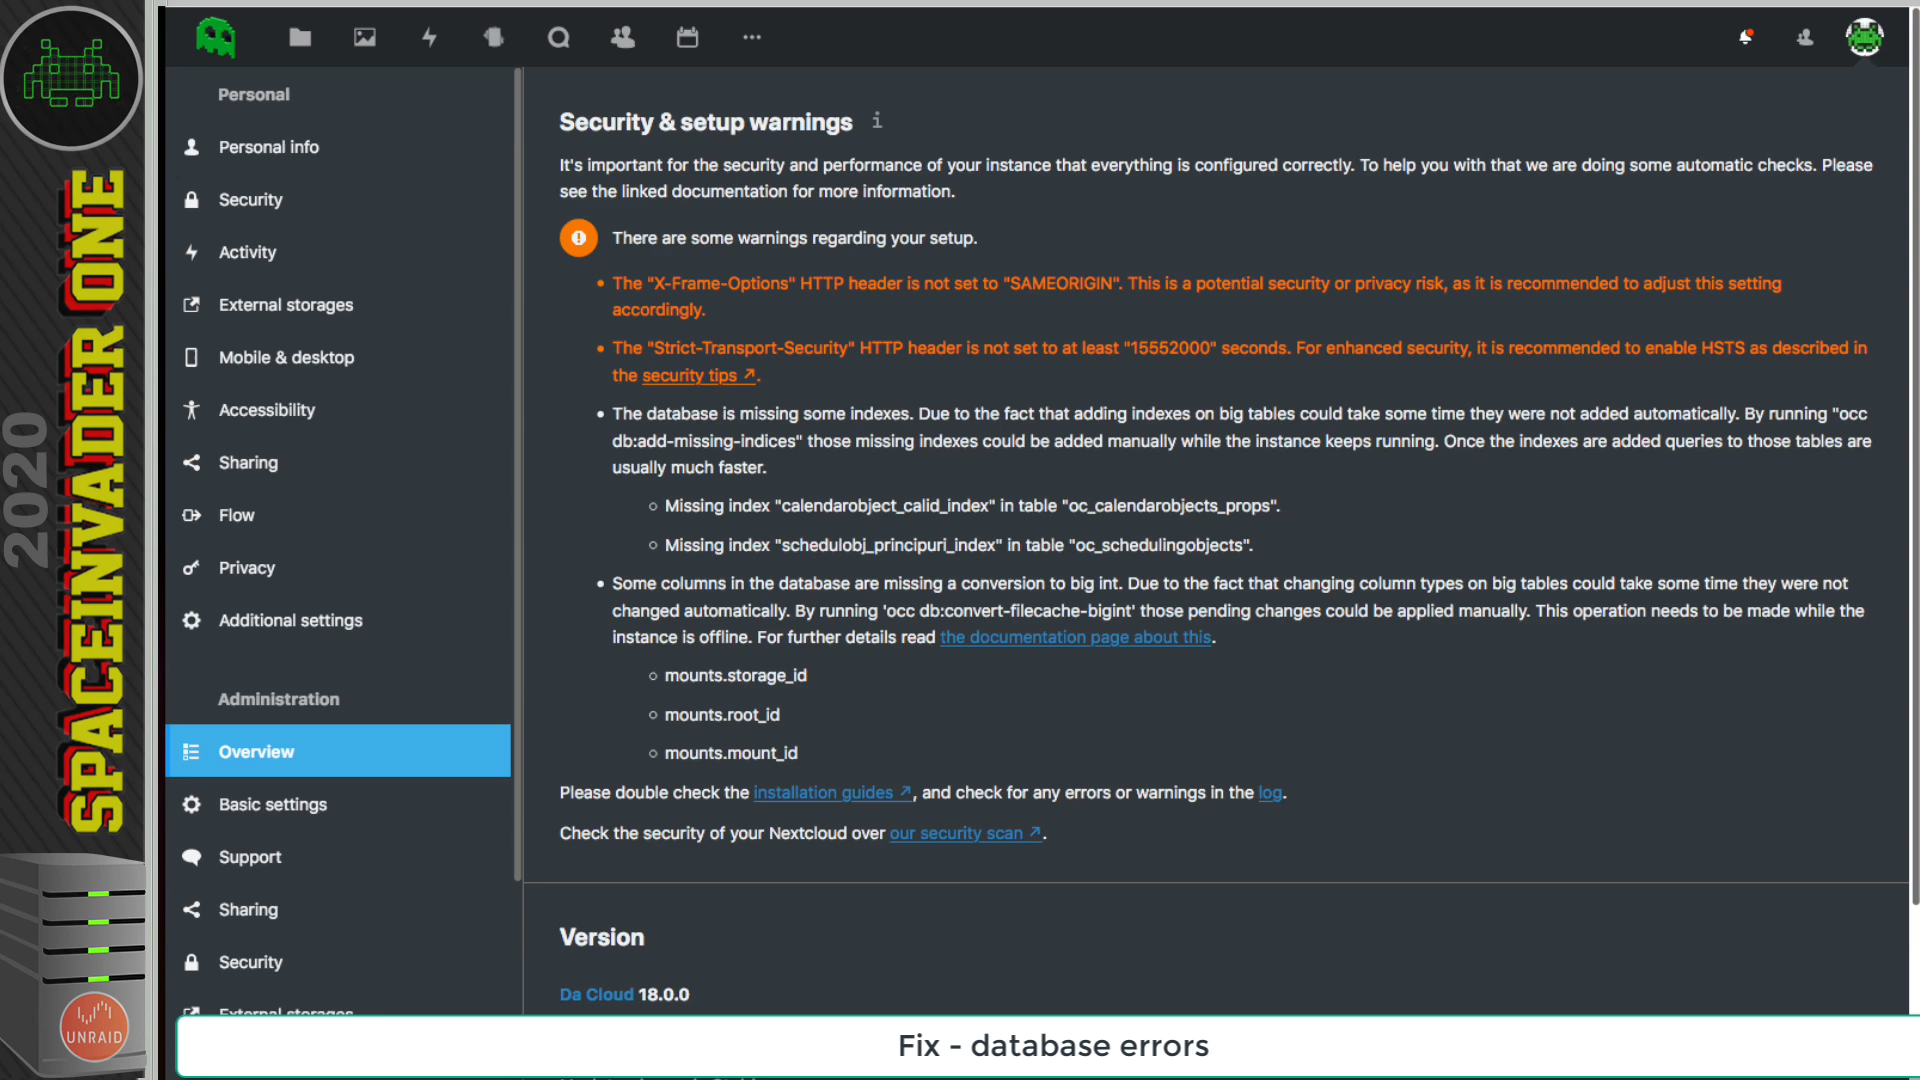 2020
SPACEINVADER ONE
UNRAID
Personal
Personal info
Security
Activity
External storages
Mobile & desktop
Accessibility
Sharing
Flow
Privacy
Additional settings
Administration
Overview
Basic settings
Support
Sharing
Security
External storages
Security & setup warnings i
It's important for the security and performance of your instance that everything is configured correctly. To help you with that we are doing some automatic checks. Please
see the linked documentation for more information.
There are some warnings regarding your setup.
• The "X-Frame-Options" HTTP header is not set to "SAMEORIGIN". This is a potential security or privacy risk, as it is recommended to adjust this setting
accordingly.
• The "Strict-Transport-Security" HTTP header is not set to at least "15552000" seconds. For enhanced security, it is recommended to enable HSTS as described in
the security tips ↗.
• The database is missing some indexes. Due to the fact that adding indexes on big tables could take some time they were not added automatically. By running "occ
db:add-missing-indices" those missing indexes could be added manually while the instance keeps running. Once the indexes are added queries to those tables are
usually much faster.
○ Missing index "calendarobject_calid_index" in table "oc_calendarobjects_props".
○ Missing index "schedulobj_principuri_index" in table "oc_schedulingobjects".
• Some columns in the database are missing a conversion to big int. Due to the fact that changing column types on big tables could take some time they were not
changed automatically. By running 'occ db:convert-filecache-bigint' those pending changes could be applied manually. This operation needs to be made while the
instance is offline. For further details read the documentation page about this.
○ mounts.storage_id
○ mounts.root_id
○ mounts.mount_id
Please double check the installation guides ↗, and check for any errors or warnings in the log.
Check the security of your Nextcloud over our security scan ↗.
Version
Da Cloud 18.0.0
Fix - database errors